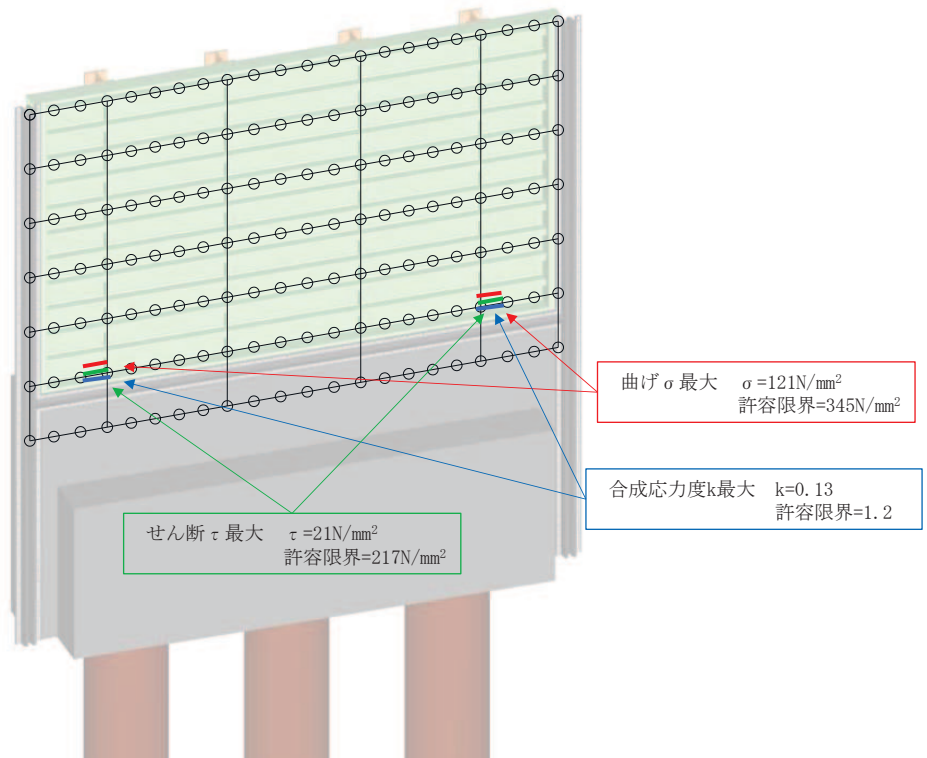 曲げσ最大 σ=121N/mm²
許容限界=345N/mm²
合成応力度k最大 k=0.13
許容限界=1.2
せん断τ最大 τ=21N/mm²
許容限界=217N/mm²